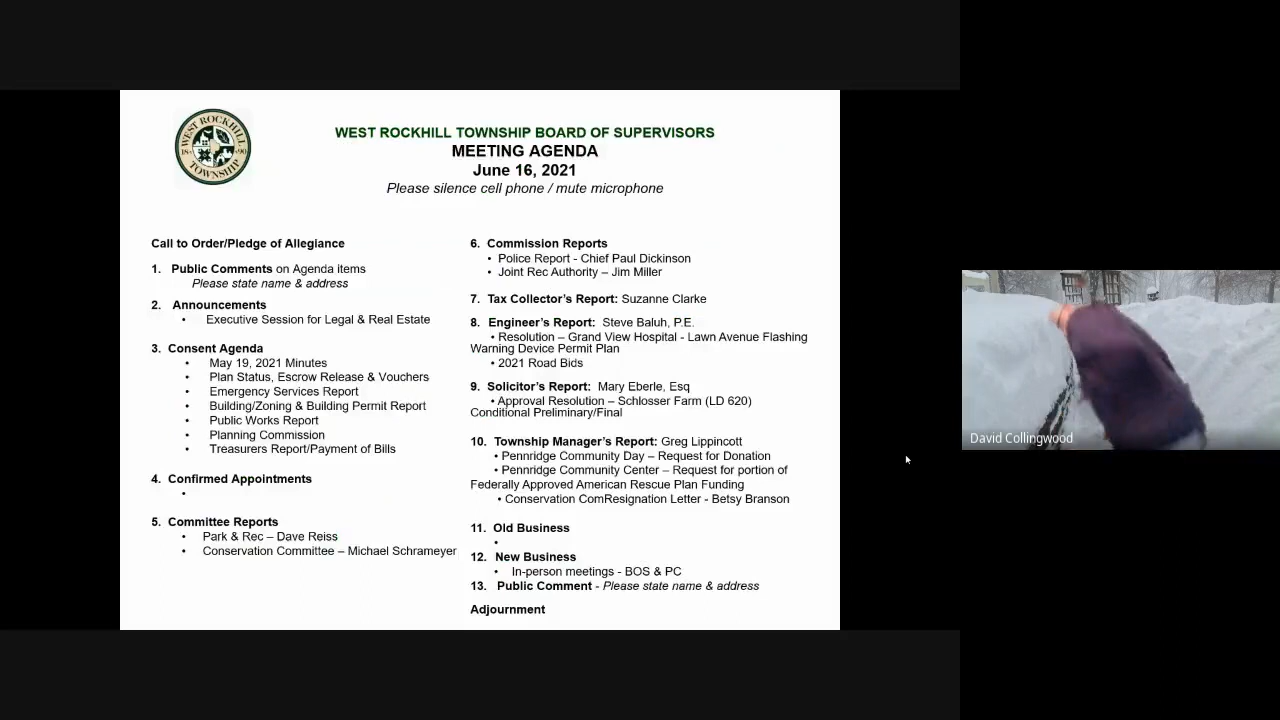 WEST ROCKHILL
18 90
TOWNSHIP
WEST ROCKHILL TOWNSHIP BOARD OF SUPERVISORS
MEETING AGENDA
June 16, 2021
Please silence cell phone / mute microphone
Call to Order/Pledge of Allegiance
1. Public Comments on Agenda items
Please state name & address
2. Announcements
• Executive Session for Legal & Real Estate
3. Consent Agenda
• May 19, 2021 Minutes
• Plan Status, Escrow Release & Vouchers
• Emergency Services Report
• Building/Zoning & Building Permit Report
• Public Works Report
• Planning Commission
• Treasurers Report/Payment of Bills
4. Confirmed Appointments
•
5. Committee Reports
• Park & Rec – Dave Reiss
• Conservation Committee – Michael Schrameyer
6. Commission Reports
• Police Report - Chief Paul Dickinson
• Joint Rec Authority – Jim Miller
7. Tax Collector's Report: Suzanne Clarke
8. Engineer's Report: Steve Baluh, P.E.
• Resolution – Grand View Hospital - Lawn Avenue Flashing
Warning Device Permit Plan
• 2021 Road Bids
9. Solicitor's Report: Mary Eberle, Esq
• Approval Resolution – Schlosser Farm (LD 620)
Conditional Preliminary/Final
10. Township Manager's Report: Greg Lippincott
• Pennridge Community Day – Request for Donation
• Pennridge Community Center – Request for portion of
Federally Approved American Rescue Plan Funding
• Conservation ComResignation Letter - Betsy Branson
11. Old Business
•
12. New Business
• In-person meetings - BOS & PC
13. Public Comment - Please state name & address
Adjournment
David Collingwood